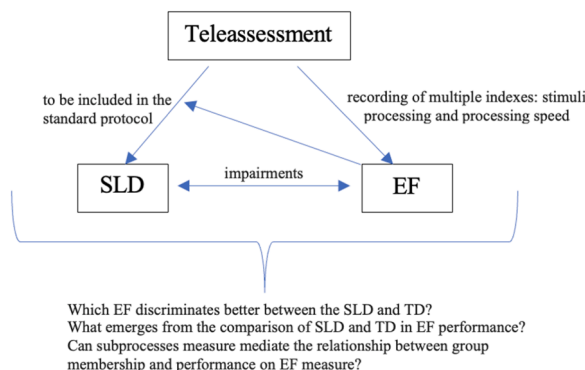 Teleassessment
to be included in the
standard protocol
recording of multiple indexes: stimuli
processing and processing speed
SLD
impairments
EF
Which EF discriminates better between the SLD and TD?
What emerges from the comparison of SLD and TD in EF performance?
Can subprocesses measure mediate the relationship between group
membership and performance on EF measure?